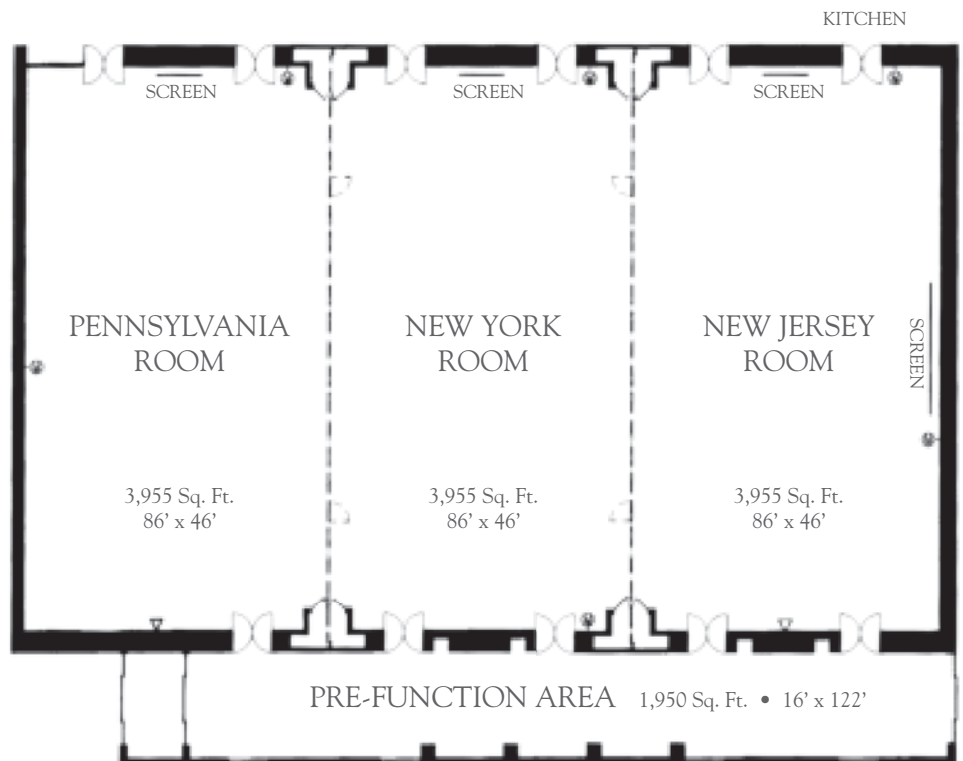 KITCHEN
SCREEN
SCREEN
SCREEN
PENNSYLVANIA
ROOM
NEW YORK
ROOM
NEW JERSEY
ROOM
SCREEN
3,955 Sq. Ft.
86’ x 46’
3,955 Sq. Ft.
86’ x 46’
3,955 Sq. Ft.
86’ x 46’
PRE-FUNCTION AREA 1,950 Sq. Ft. • 16’ x 122’